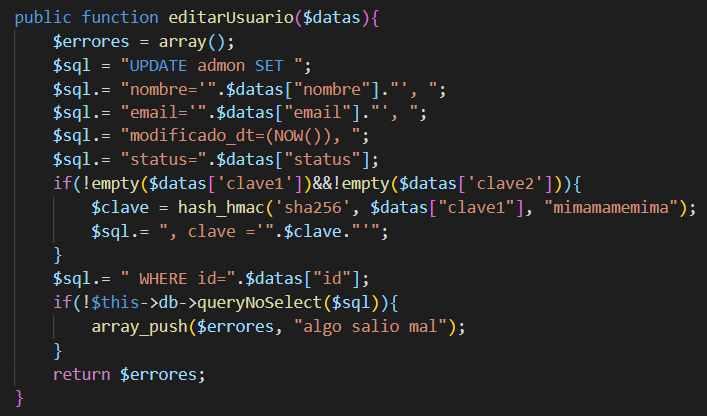 public function editarUsuario($datas){
$errores = array();
$sql = "UPDATE admon SET ";
$sql.= "nombre='".$datas["nombre"]."', ";
$sql.= "email='".$datas["email"]."', ";
$sql.= "modificado_dt=(NOW()), ";
$sql.= "status=".$datas["status"];
if(!empty($datas['clave1'])&&!empty($datas['clave2'])){
$clave = hash_hmac('sha256', $datas["clave1"], "mimamamemima");
$sql.= ", clave ='".$clave."'";
}
$sql.= " WHERE id=".$datas["id"];
if(!$this->db->queryNoSelect($sql)){
array_push($errores, "algo salio mal");
}
return $errores;
}